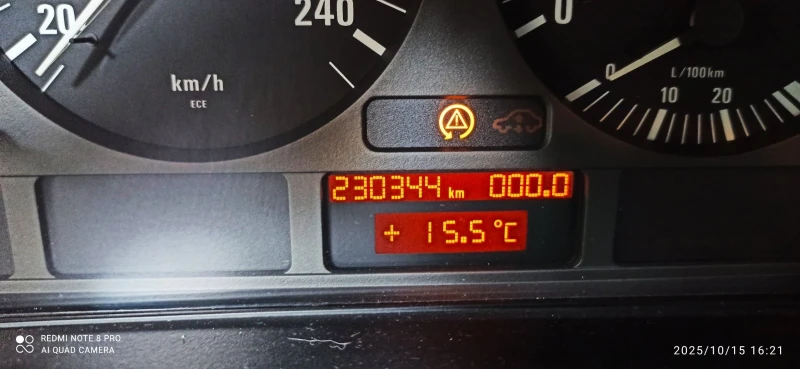 20
240
km/h
ECE
0
0
L/100km
10 20
230344 km 000.0
+ 15.5 °C
REDMI NOTE 8 PRO
AI QUAD CAMERA
2025/10/15 16:21